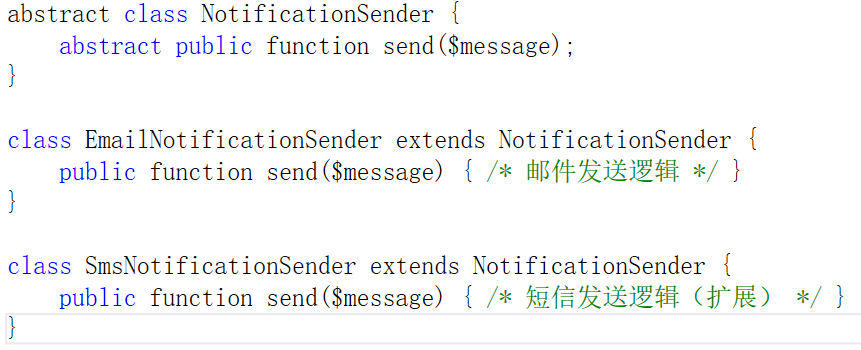 abstract class NotificationSender {
    abstract public function send($message);
}
class EmailNotificationSender extends NotificationSender {
    public function send($message) { /* 邮件发送逻辑 */ }
}
class SmsNotificationSender extends NotificationSender {
    public function send($message) { /* 短信发送逻辑（扩展） */ }
}